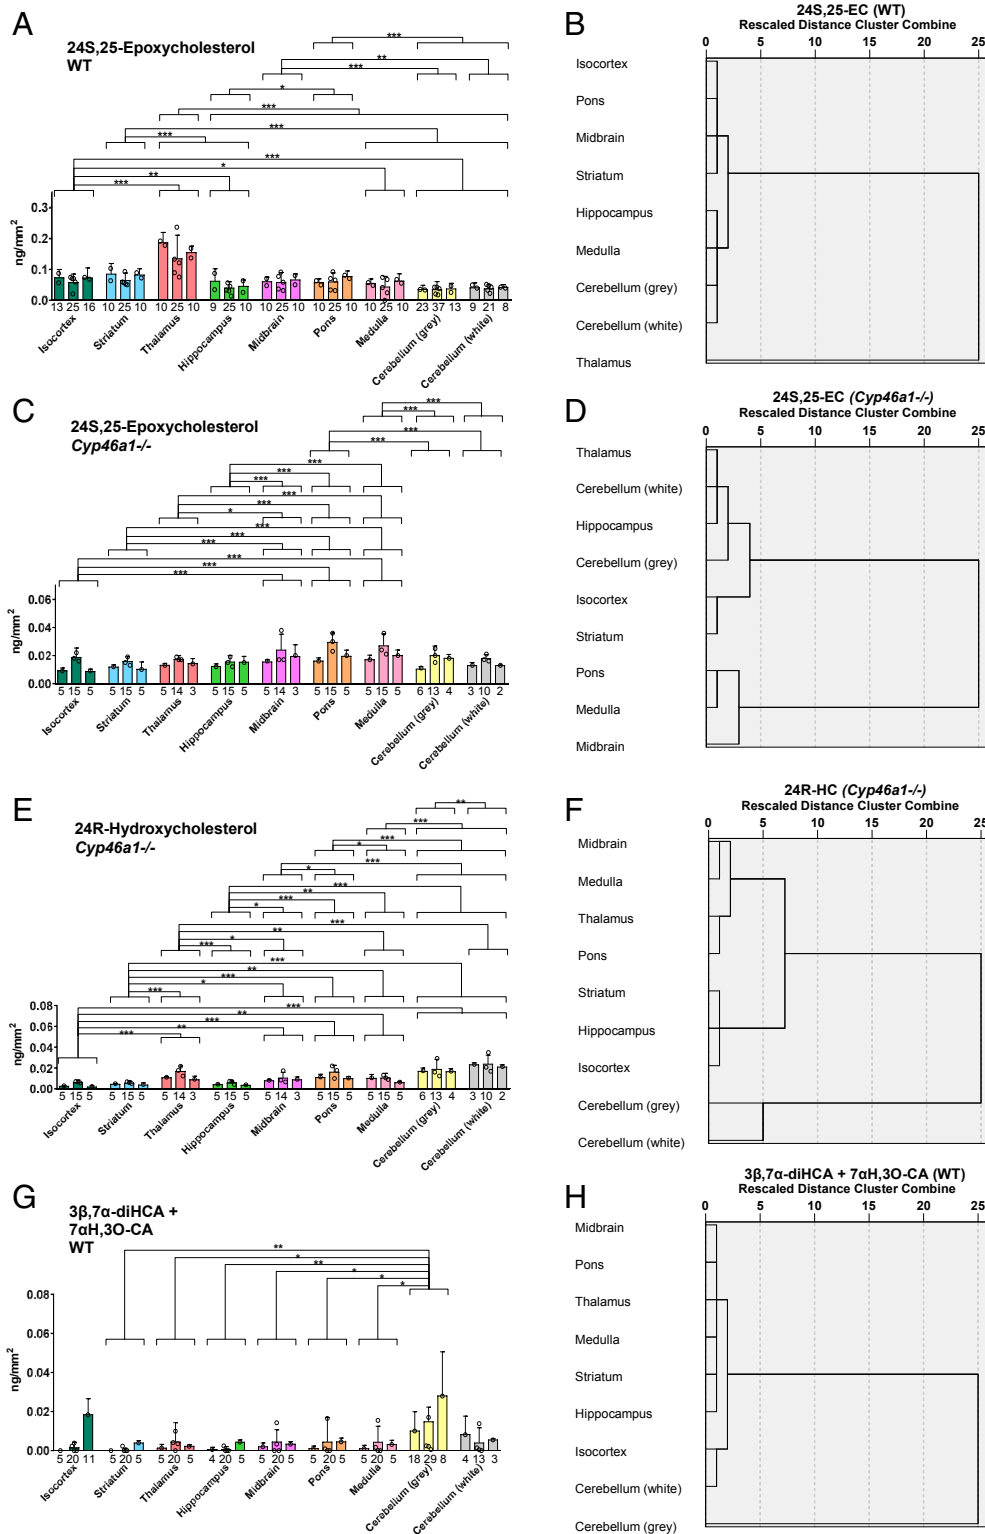 A
24S,25-Epoxycholesterol
WT
ng/mm²
0.3
0.2
0.1
0.0
13 25 16 10 25 10 10 25 10 9 25 10 10 25 10 10 25 10 10 25 10 23 37 13 9 21 8
Isocortex
Striatum
Thalamus
Hippocampus
Midbrain
Pons
Medulla
Cerebelium (grey)
Cerebelium (white)
B
24S,25-EC (WT)
Rescaled Distance Cluster Combine
0 5 10 15 20 25
Isocortex
Pons
Midbrain
Striatum
Hippocampus
Medulla
Cerebellum (grey)
Cerebellum (white)
Thalamus
C
24S,25-Epoxycholesterol
Cyp46a1-/-
ng/mm²
0.06
0.04
0.02
0.00
5 15 5 5 15 5 5 14 3 5 15 5 5 14 3 5 15 5 5 15 5 6 13 4 3 10 2
Isocortex
Striatum
Thalamus
Hippocampus
Midbrain
Pons
Medulla
Cerebellum (grey)
Cerebellum (white)
D
24S,25-EC (Cyp46a1-/-)
Rescaled Distance Cluster Combine
0 5 10 15 20 25
Thalamus
Cerebellum (white)
Hippocampus
Cerebellum (grey)
Isocortex
Striatum
Pons
Medulla
Midbrain
E
24R-Hydroxycholesterol
Cyp46a1-/-
ng/mm²
0.08
0.06
0.04
0.02
0.00
5 15 5 5 15 5 5 14 3 5 15 5 5 14 3 5 15 5 5 15 5 6 13 4 3 10 2
Isocortex
Striatum
Thalamus
Hippocampus
Midbrain
Pons
Medulla
Cerebellum (grey)
Cerebellum (white)
F
24R-HC (Cyp46a1-/-)
Rescaled Distance Cluster Combine
0 5 10 15 20 25
Midbrain
Medulla
Thalamus
Pons
Striatum
Hippocampus
Isocortex
Cerebellum (grey)
Cerebellum (white)
G
3β,7α-diHCA +
7αH,3O-CA
WT
ng/mm²
0.08
0.06
0.04
0.02
0.00
5 20 11 5 20 5 5 20 5 4 20 5 5 20 5 5 20 5 5 20 5 18 29 8 4 13 3
Isocortex
Striatum
Thalamus
Hippocampus
Midbrain
Pons
Medulla
Cerebellum (grey)
Cerebellum (white)
H
3β,7α-diHCA + 7αH,3O-CA (WT)
Rescaled Distance Cluster Combine
0 5 10 15 20 25
Midbrain
Pons
Thalamus
Medulla
Striatum
Hippocampus
Isocortex
Cerebellum (white)
Cerebellum (grey)